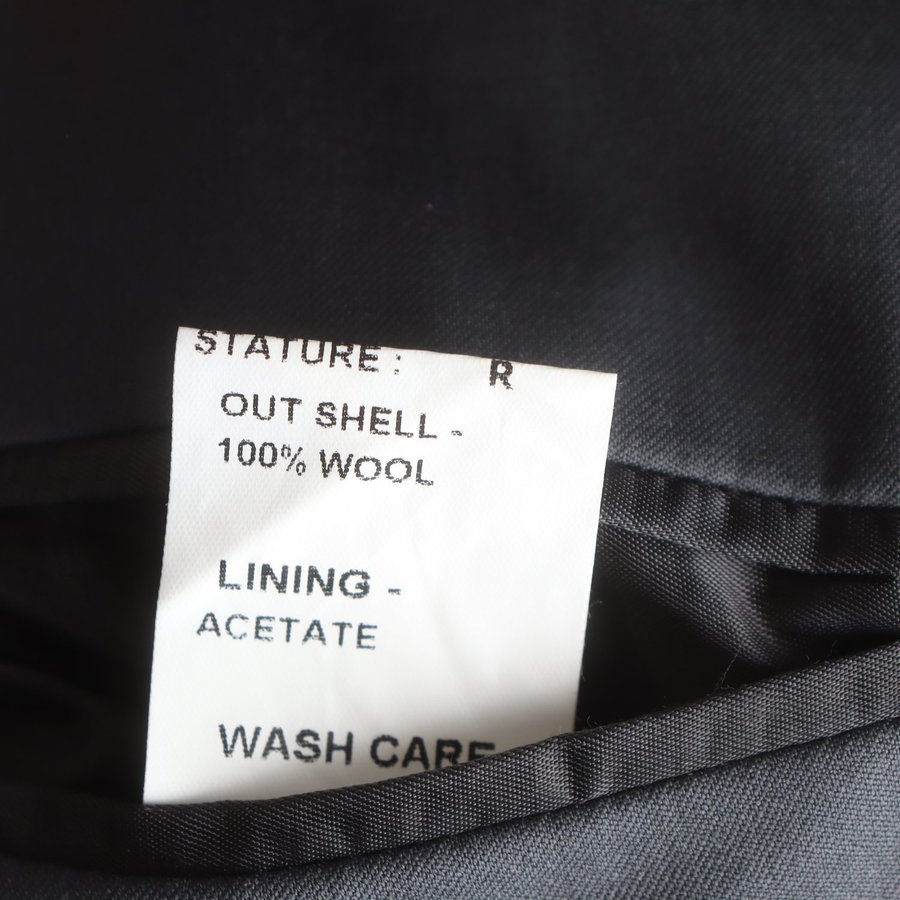 STATURE : R
OUT SHELL -
100% WOOL
LINING -
ACETATE
WASH CARE